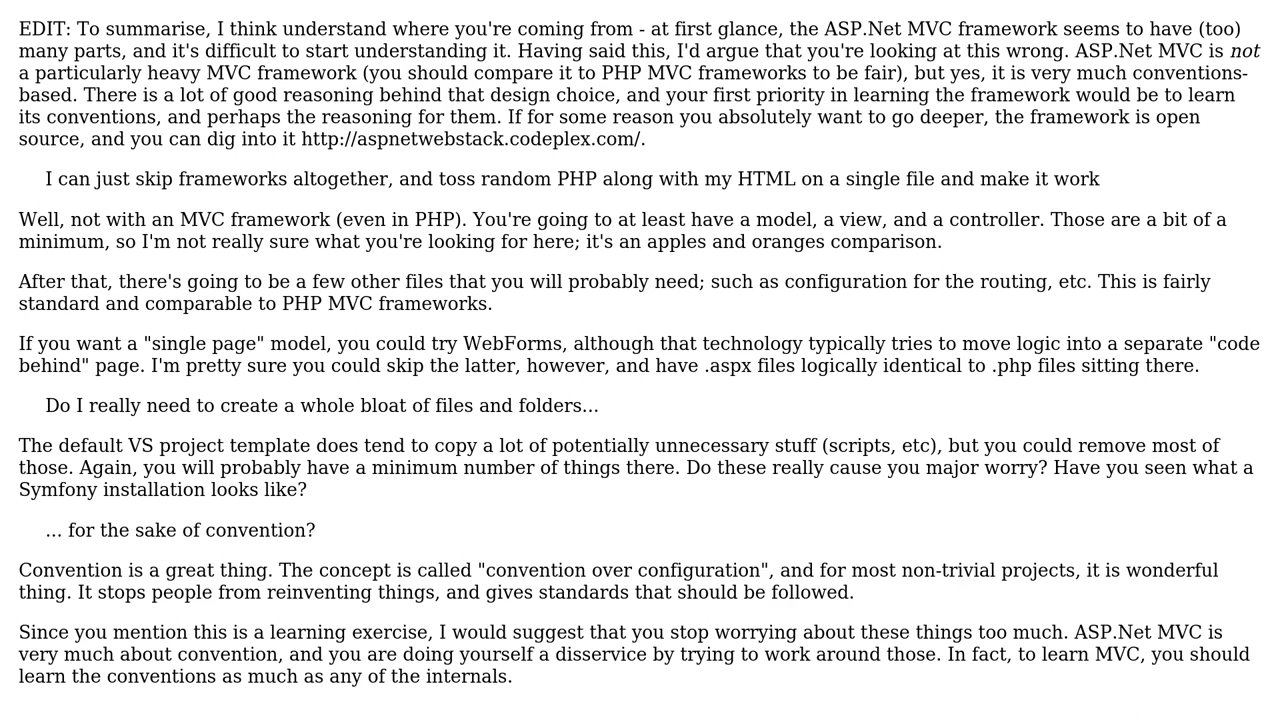 EDIT: To summarise, I think understand where you're coming from - at first glance, the ASP.Net MVC framework seems to have (too)
many parts, and it's difficult to start understanding it. Having said this, I'd argue that you're looking at this wrong. ASP.Net MVC is not
a particularly heavy MVC framework (you should compare it to PHP MVC frameworks to be fair), but yes, it is very much conventions-
based. There is a lot of good reasoning behind that design choice, and your first priority in learning the framework would be to learn
its conventions, and perhaps the reasoning for them. If for some reason you absolutely want to go deeper, the framework is open
source, and you can dig into it http://aspnetwebstack.codeplex.com/.
I can just skip frameworks altogether, and toss random PHP along with my HTML on a single file and make it work
Well, not with an MVC framework (even in PHP). You're going to at least have a model, a view, and a controller. Those are a bit of a
minimum, so I'm not really sure what you're looking for here; it's an apples and oranges comparison.
After that, there's going to be a few other files that you will probably need; such as configuration for the routing, etc. This is fairly
standard and comparable to PHP MVC frameworks.
If you want a "single page" model, you could try WebForms, although that technology typically tries to move logic into a separate "code
behind" page. I'm pretty sure you could skip the latter, however, and have .aspx files logically identical to .php files sitting there.
Do I really need to create a whole bloat of files and folders...
The default VS project template does tend to copy a lot of potentially unnecessary stuff (scripts, etc), but you could remove most of
those. Again, you will probably have a minimum number of things there. Do these really cause you major worry? Have you seen what a
Symfony installation looks like?
... for the sake of convention?
Convention is a great thing. The concept is called "convention over configuration", and for most non-trivial projects, it is wonderful
thing. It stops people from reinventing things, and gives standards that should be followed.
Since you mention this is a learning exercise, I would suggest that you stop worrying about these things too much. ASP.Net MVC is
very much about convention, and you are doing yourself a disservice by trying to work around those. In fact, to learn MVC, you should
learn the conventions as much as any of the internals.